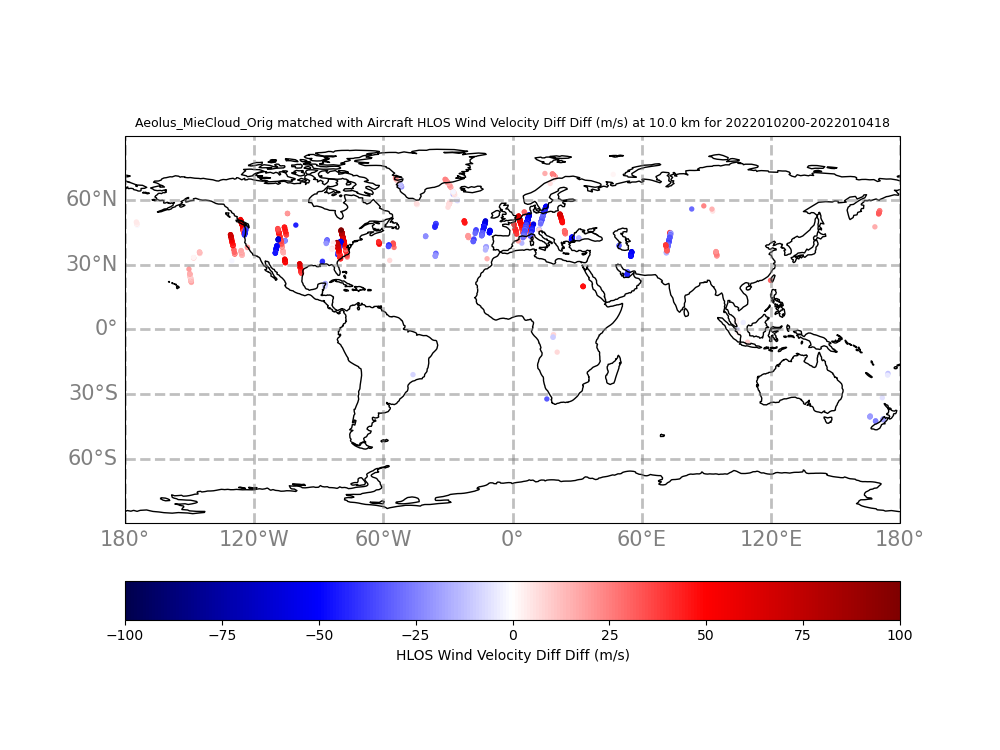 Aeolus_MieCloud_Orig matched with Aircraft HLOS Wind Velocity Diff Diff (m/s) at 10.0 km for 2022010200-2022010418
60°N
30°N
0°
30°S
60°S
180° 120°W 60°W 0° 60°E 120°E 180°
−100 −75 −50 −25 0 25 50 75 100
HLOS Wind Velocity Diff Diff (m/s)